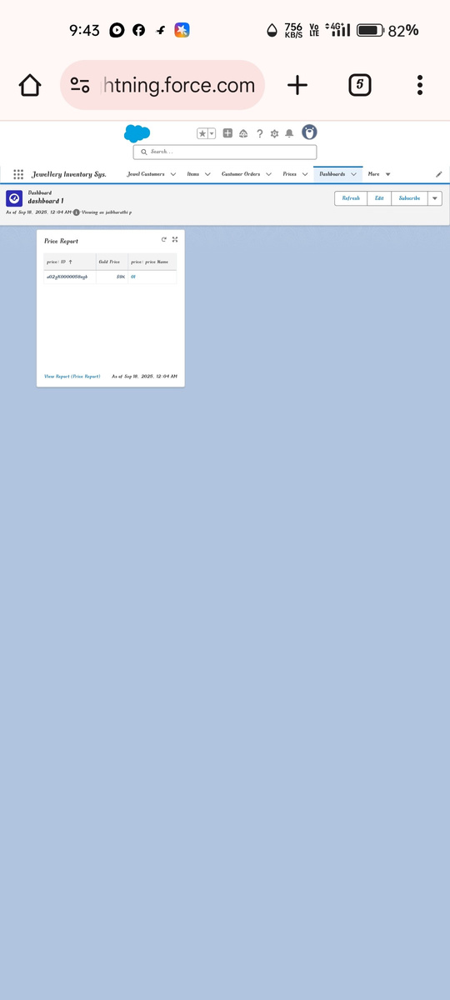 9:43 756 KB/S Vo LTE 4G+ 82%
htning.force.com 5
Search...
Jewellery Inventory Sys. Jewel Customers Items Customer Orders Prices Dashboards More
Dashboard
dashboard 1
As of Sep 18, 2025, 12:04 AM Viewing as jaibharathi p
Refresh Edit Subscribe
Price Report
price: ID ↑ Gold Price price: price Name
59K 01
View Report (Price Report) As of Sep 18, 2025, 12:04 AM